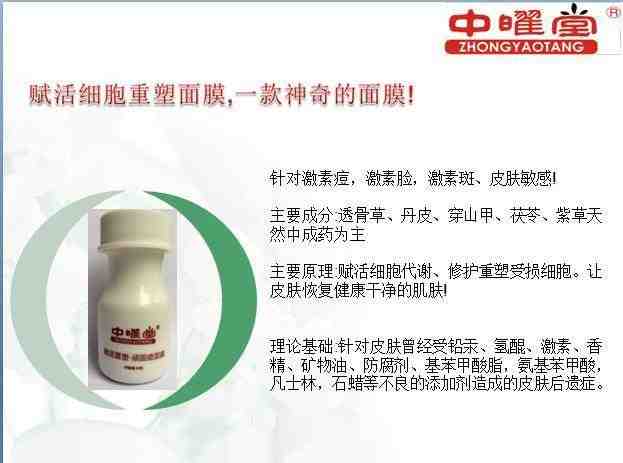 中曜堂®
ZHONGYAOTANG
赋活细胞重塑面膜,一款神奇的面膜!
针对激素痘，激素脸，激素斑、皮肤敏感!
主要成分:透骨草、丹皮、穿山甲、茯苓、紫草天
然中成药为主
主要原理:赋活细胞代谢、修护重塑受损细胞。让
皮肤恢复健康干净的肌肤!
中曜堂®
理论基础:针对皮肤曾经受铅汞、氢醌、激素、香
精、矿物油、防腐剂、基苯甲酸脂，氨基苯甲酸，
凡士林，石蜡等不良的添加剂造成的皮肤后遗症。